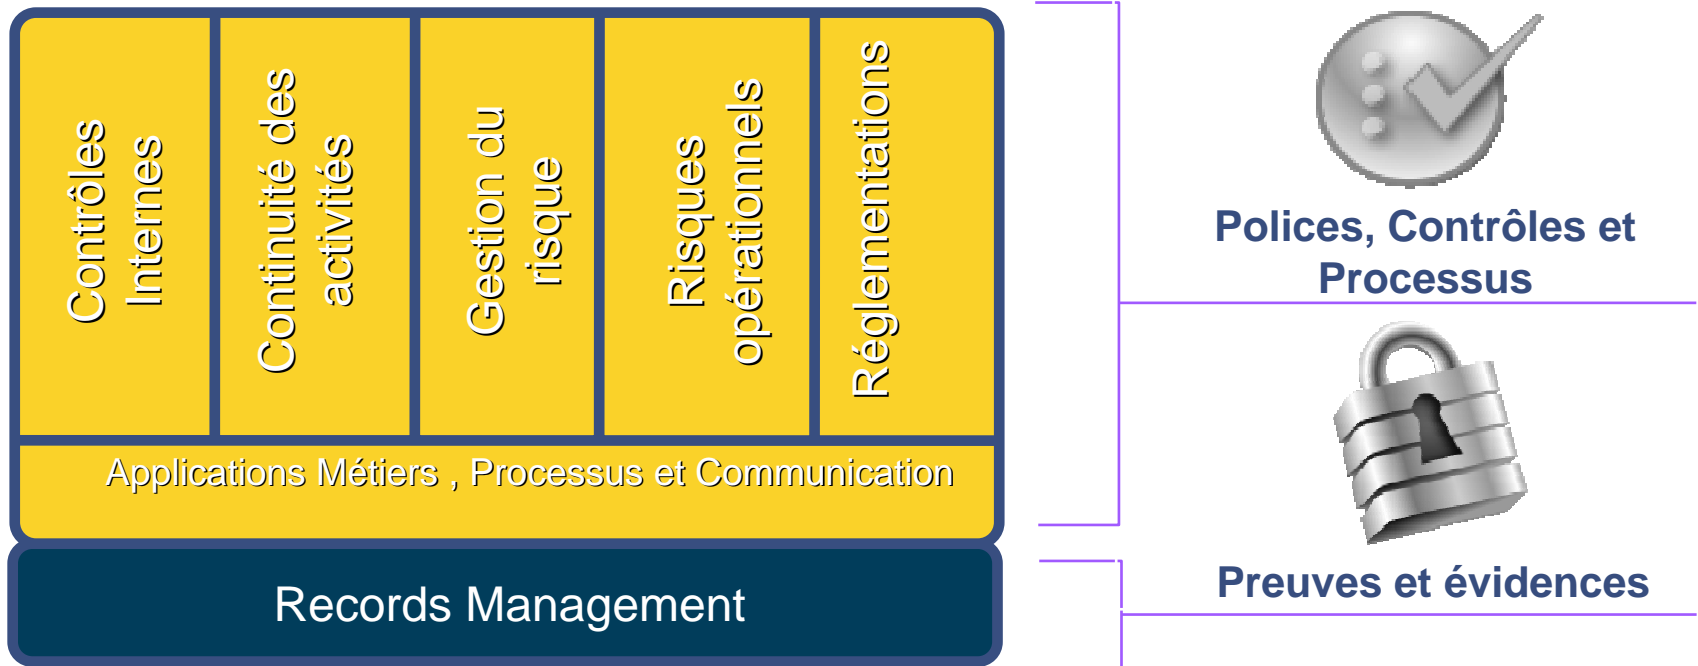 Contrôles
Internes
Continuité des
activités
Gestion du
risque
Risques
opérationnels
Réglementations
Applications Métiers , Processus et Communication
Records Management
Polices, Contrôles et
Processus
Preuves et évidences